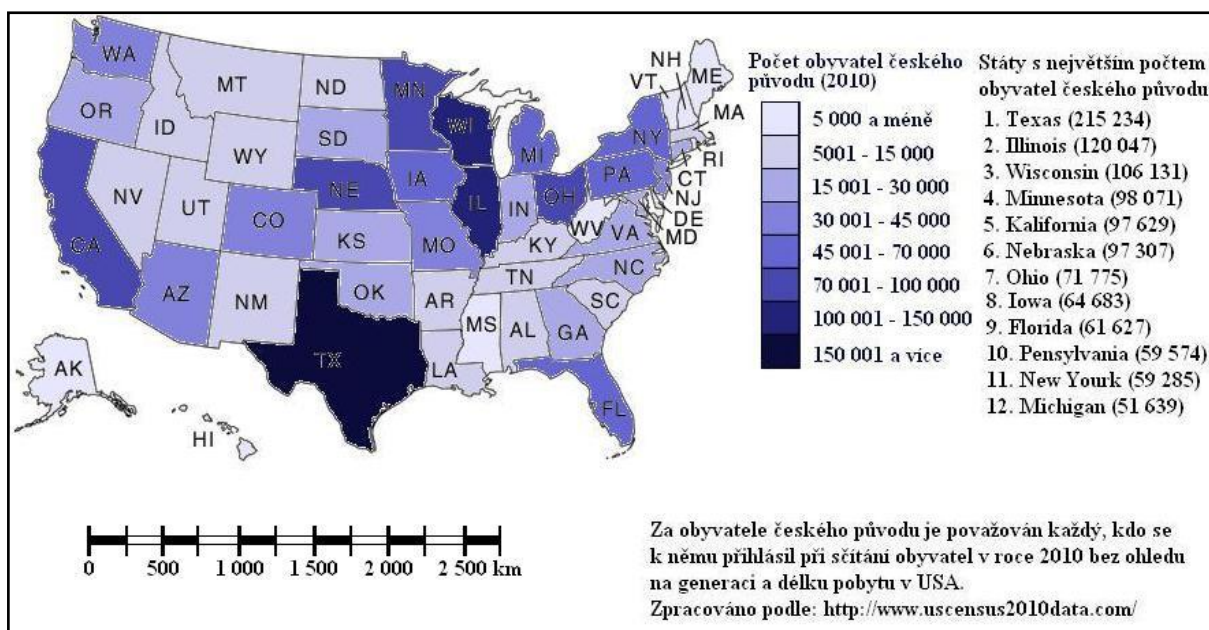 WA
OR
CA
ID
NV
MT
WY
UT
AZ
CO
NM
ND
SD
NE
KS
OK
TX
MN
IA
MO
AR
LA
WI
IL
MI
IN
OH
KY
TN
MS
AL
GA
FL
SC
NC
VA
WV
PA
NY
VT
NH
ME
MA
RI
CT
NJ
DE
MD
AK
HI
Počet obyvatel českého
původu (2010)
5 000 a méně
5001 - 15 000
15 001 - 30 000
30 001 - 45 000
45 001 - 70 000
70 001 - 100 000
100 001 - 150 000
150 001 a více
Státy s největším počtem
obyvatel českého původu
1. Texas (215 234)
2. Illinois (120 047)
3. Wisconsin (106 131)
4. Minnesota (98 071)
5. Kalifornia (97 629)
6. Nebraska (97 307)
7. Ohio (71 775)
8. Iowa (64 683)
9. Florida (61 627)
10. Pensylvania (59 574)
11. New Yourk (59 285)
12. Michigan (51 639)
0 500 1 000 1 500 2 000 2 500 km
Za obyvatele českého původu je považován každý, kdo se
k němu přihlásil při sčítání obyvatel v roce 2010 bez ohledu
na generaci a délku pobytu v USA.
Zpracováno podle: http://www.uscensus2010data.com/